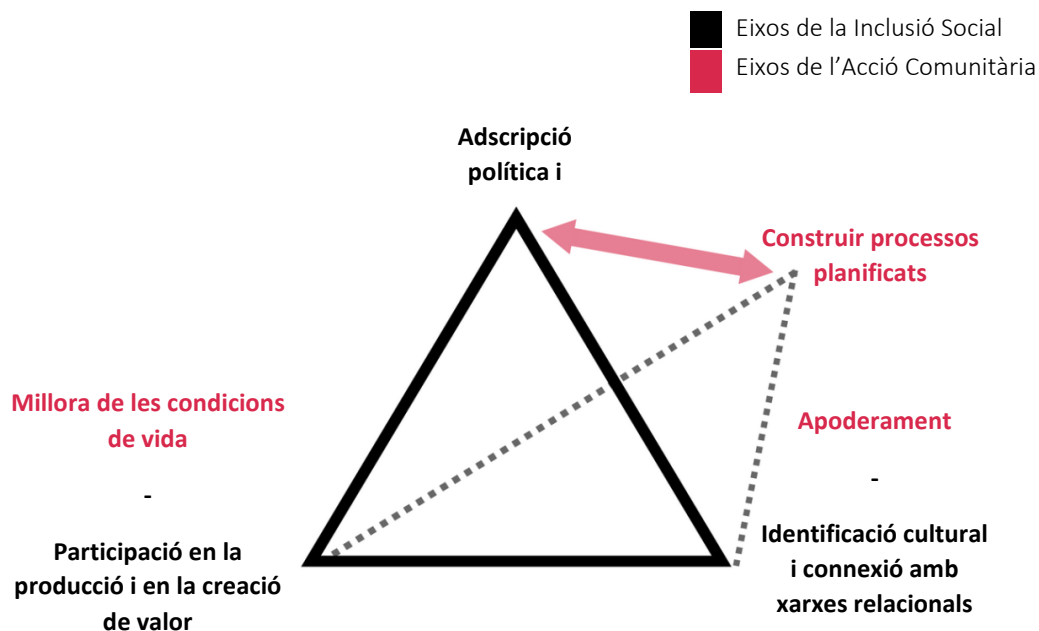 Eixos de la Inclusió Social
Eixos de l’Acció Comunitària
Adscripció
política i
Construir processos
planificats
Millora de les condicions
de vida
-
Participació en la
producció i en la creació
de valor
Apoderament
-
Identificació cultural
i connexió amb
xarxes relacionals